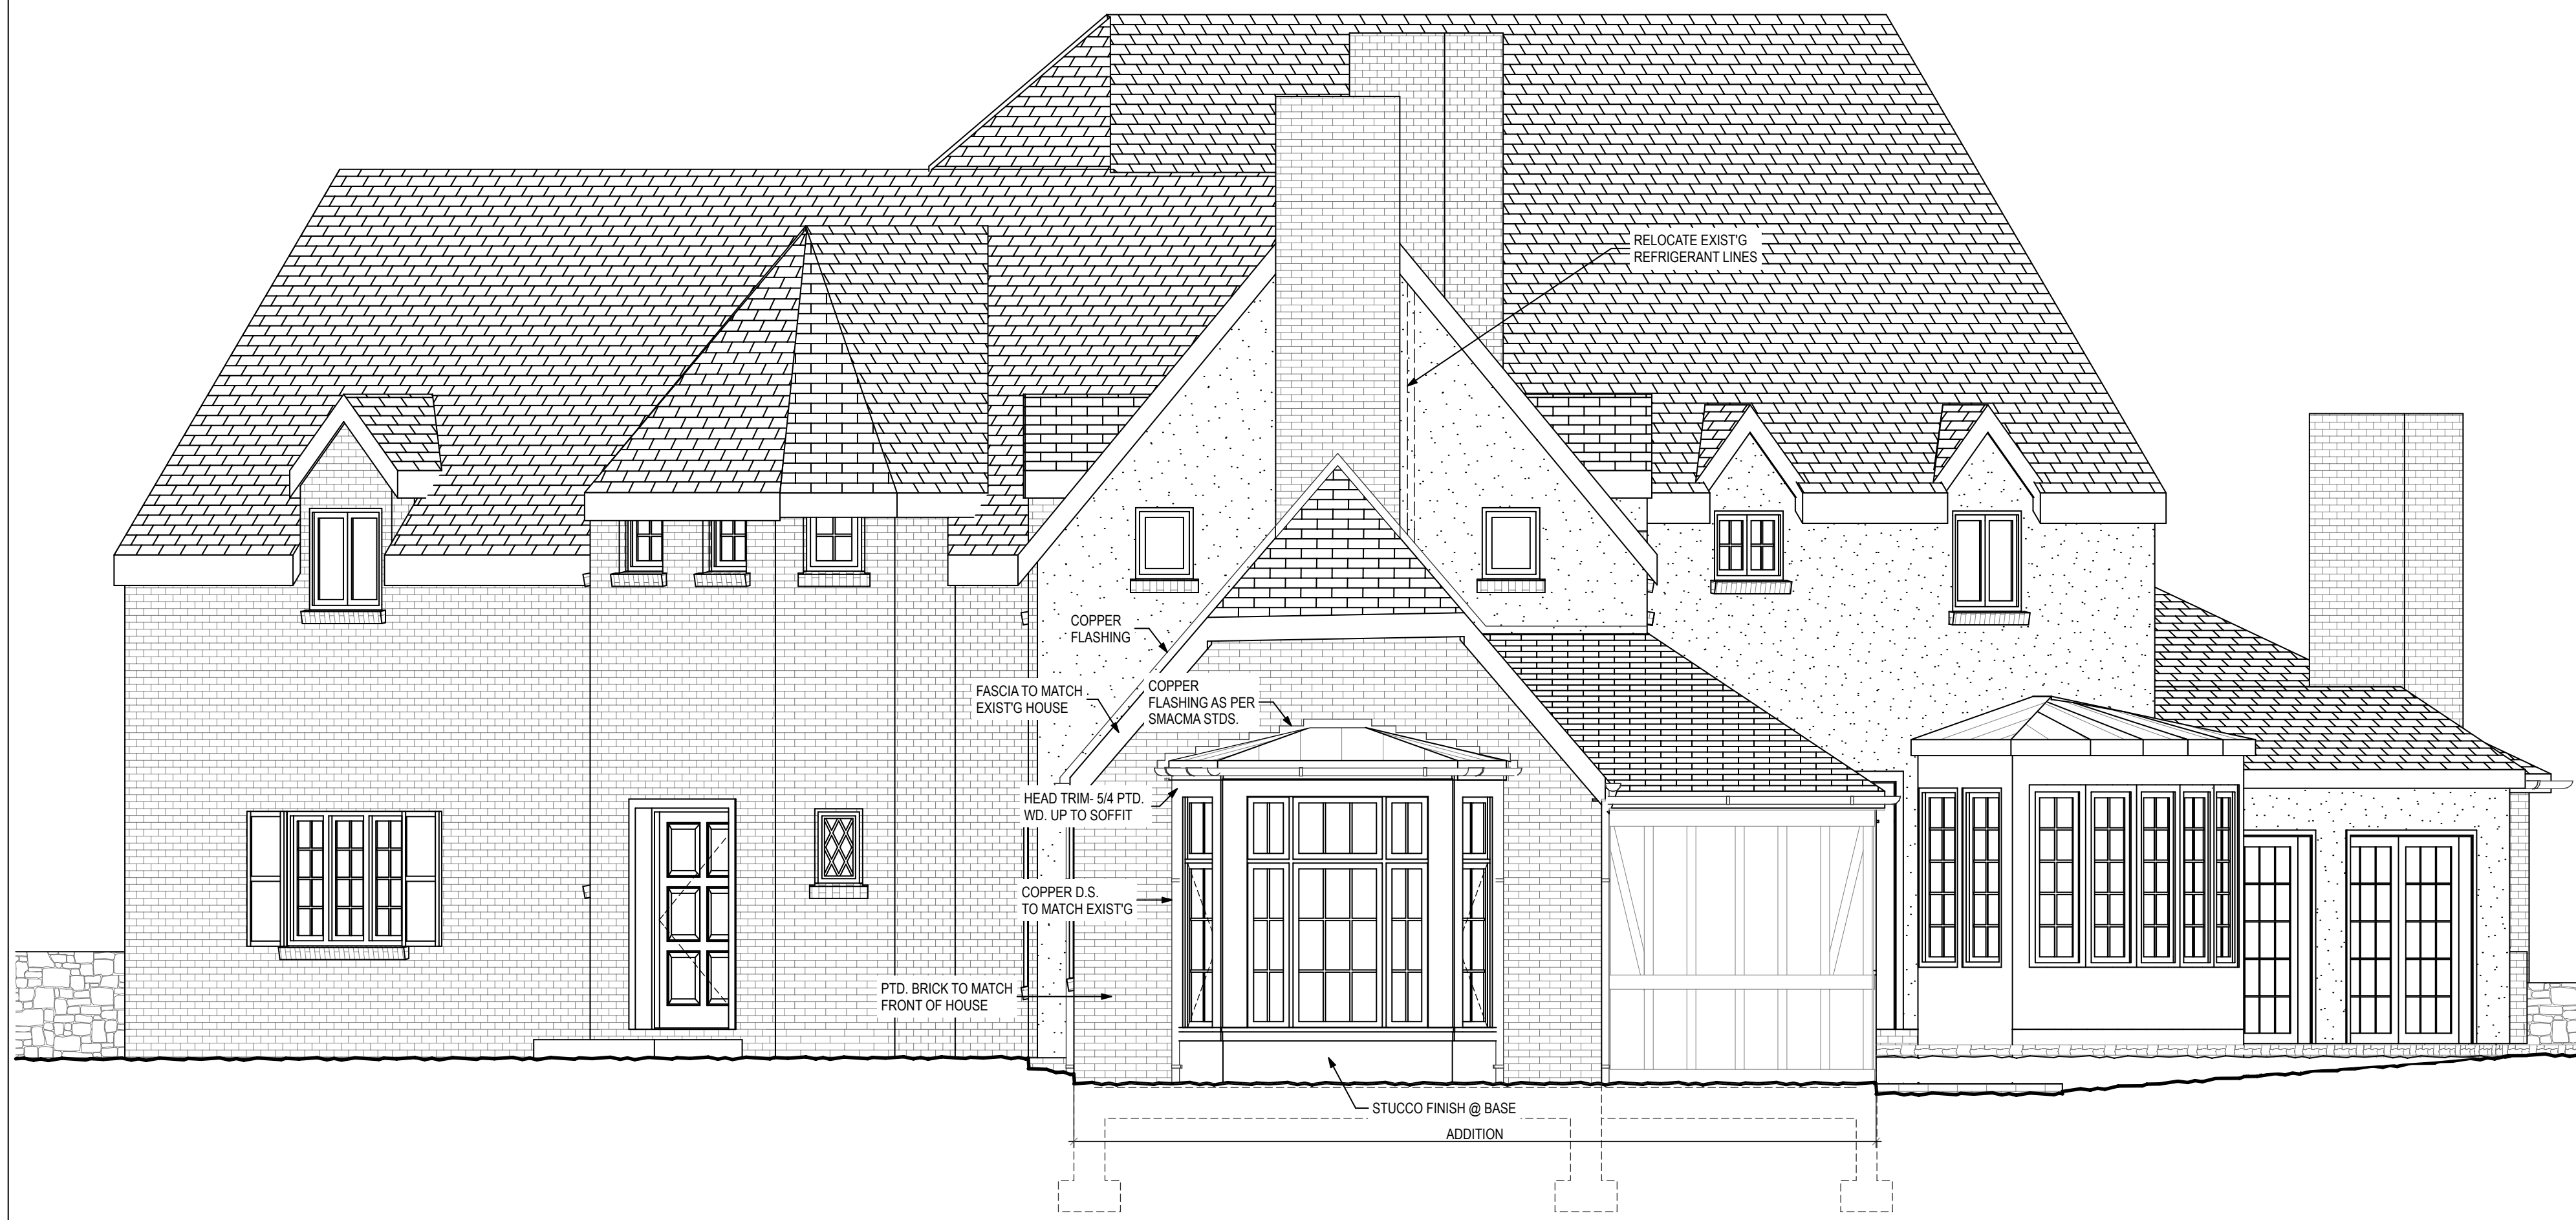 RELOCATE EXIST'G
REFRIGERANT LINES
COPPER
FLASHING
FASCIA TO MATCH
EXIST'G HOUSE
COPPER
FLASHING AS PER
SMACMA STDS.
HEAD TRIM- 5/4 PTD.
WD. UP TO SOFFIT
COPPER D.S.
TO MATCH EXIST'G
PTD. BRICK TO MATCH
FRONT OF HOUSE
STUCCO FINISH @ BASE
ADDITION